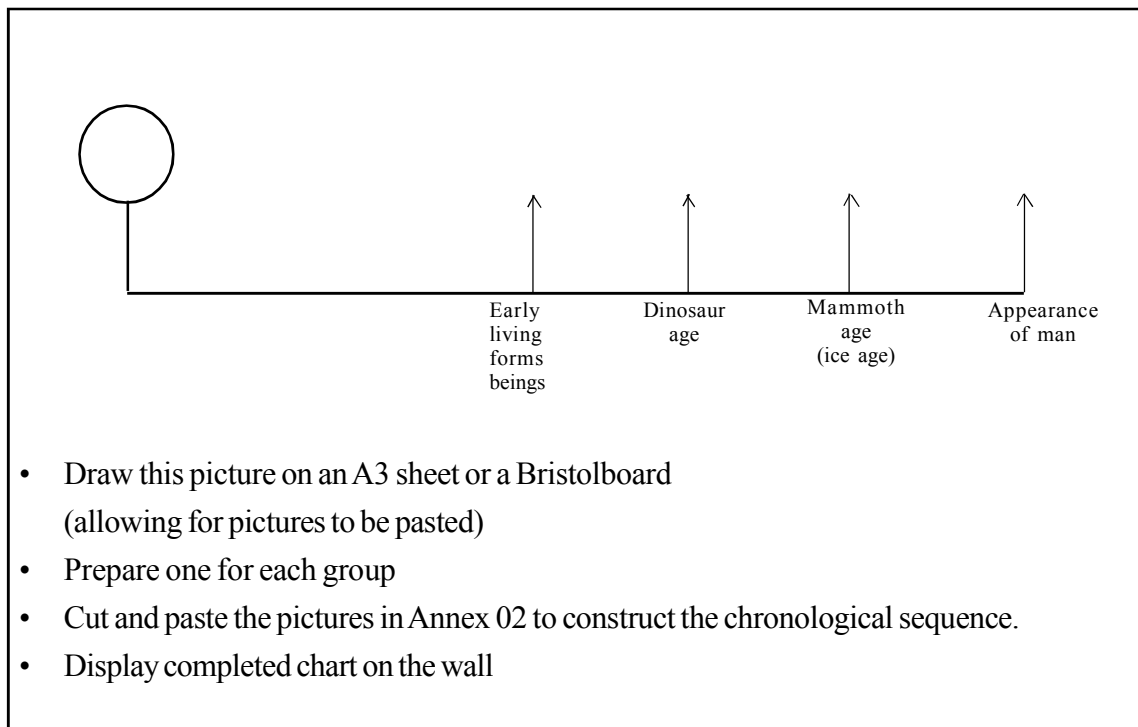 Early
living
forms
beings
Dinosaur
age
Mammoth
age
(ice age)
Appearance
of man
• Draw this picture on an A3 sheet or a Bristolboard
(allowing for pictures to be pasted)
• Prepare one for each group
• Cut and paste the pictures in Annex 02 to construct the chronological sequence.
• Display completed chart on the wall